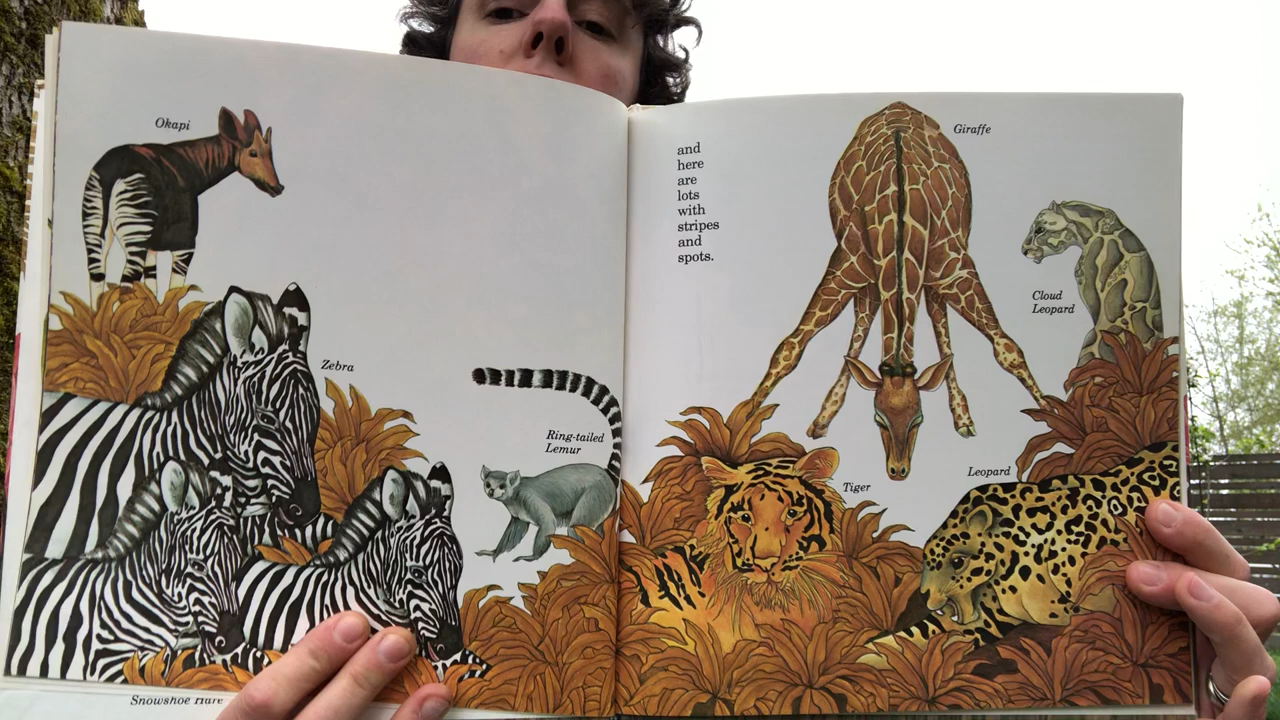 Okapi
Zebra
Ring-tailed
Lemur
Snowshoe Hare
and
here
are
lots
with
stripes
and
spots.
Giraffe
Cloud
Leopard
Tiger
Leopard